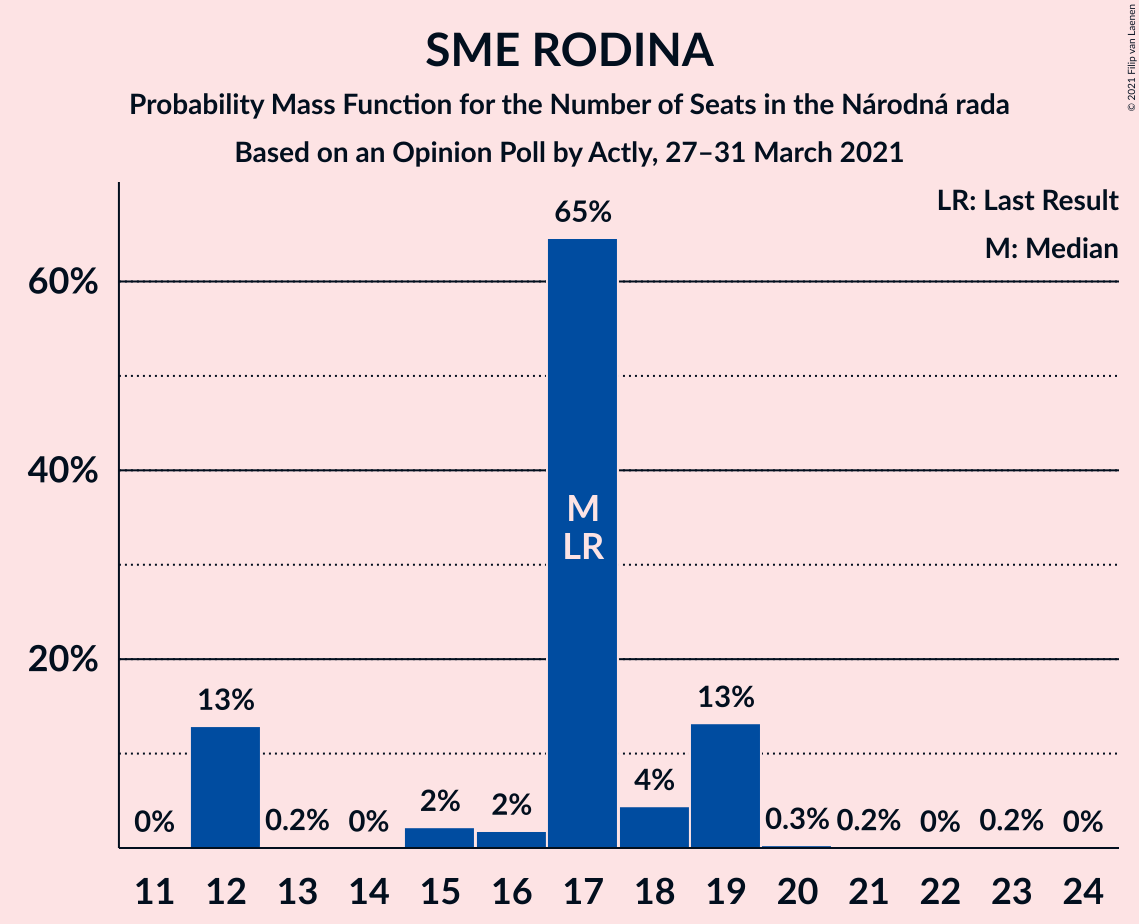 SME RODINA
Probability Mass Function for the Number of Seats in the Národná rada
Based on an Opinion Poll by Actly, 27–31 March 2021
© 2021 Filip van Laenen
LR: Last Result
M: Median
60%
40%
20%
0%
13%
0.2%
0%
2%
2%
65%
4%
13%
0.3%
0.2%
0%
0.2%
0%
M
LR
11 12 13 14 15 16 17 18 19 20 21 22 23 24